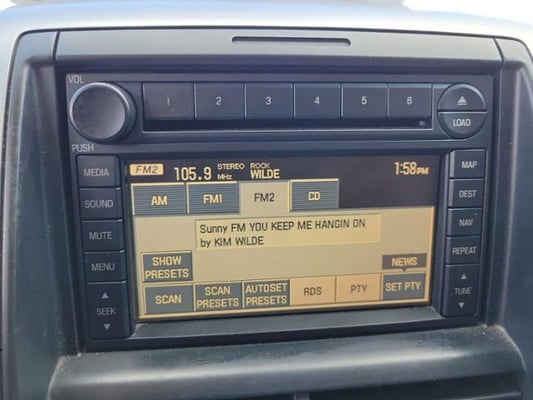 VOL
PUSH
1 2 3 4 5 6
LOAD
MEDIA
SOUND
MUTE
MENU
SEEK
FM2 105.9 MHz STEREO ROCK WILDE 1:58PM
AM FM1 FM2 CD
Sunny FM YOU KEEP ME HANGIN ON
by KIM WILDE
SHOW PRESETS
NEWS
SCAN
SCAN PRESETS
AUTOSET PRESETS
RDS
PTY
SET PTY
MAP
DEST
NAV
REPEAT
TUNE